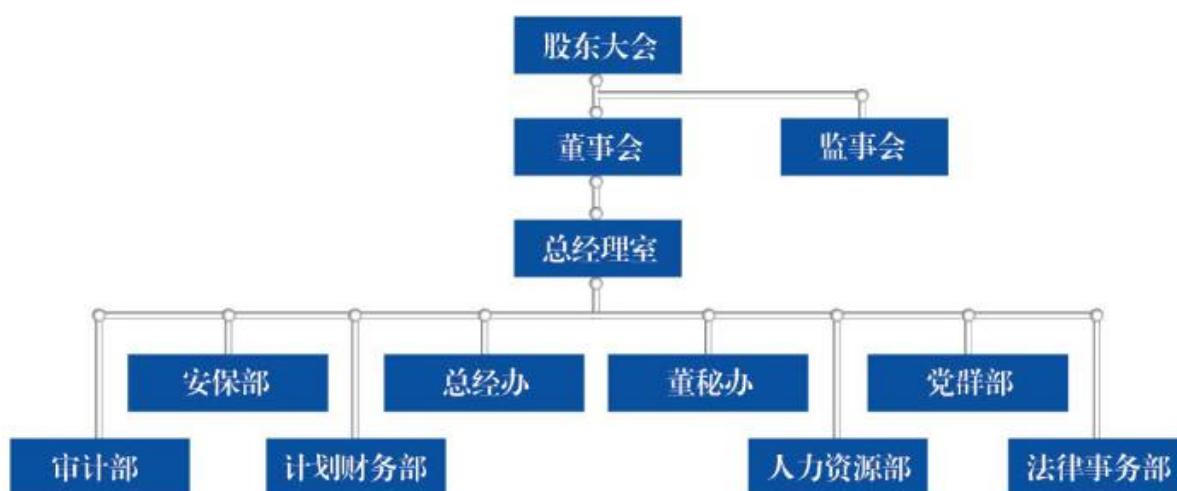 股东大会
董事会
监事会
总经理室
安保部
总经办
董秘办
党群部
审计部
计划财务部
人力资源部
法律事务部